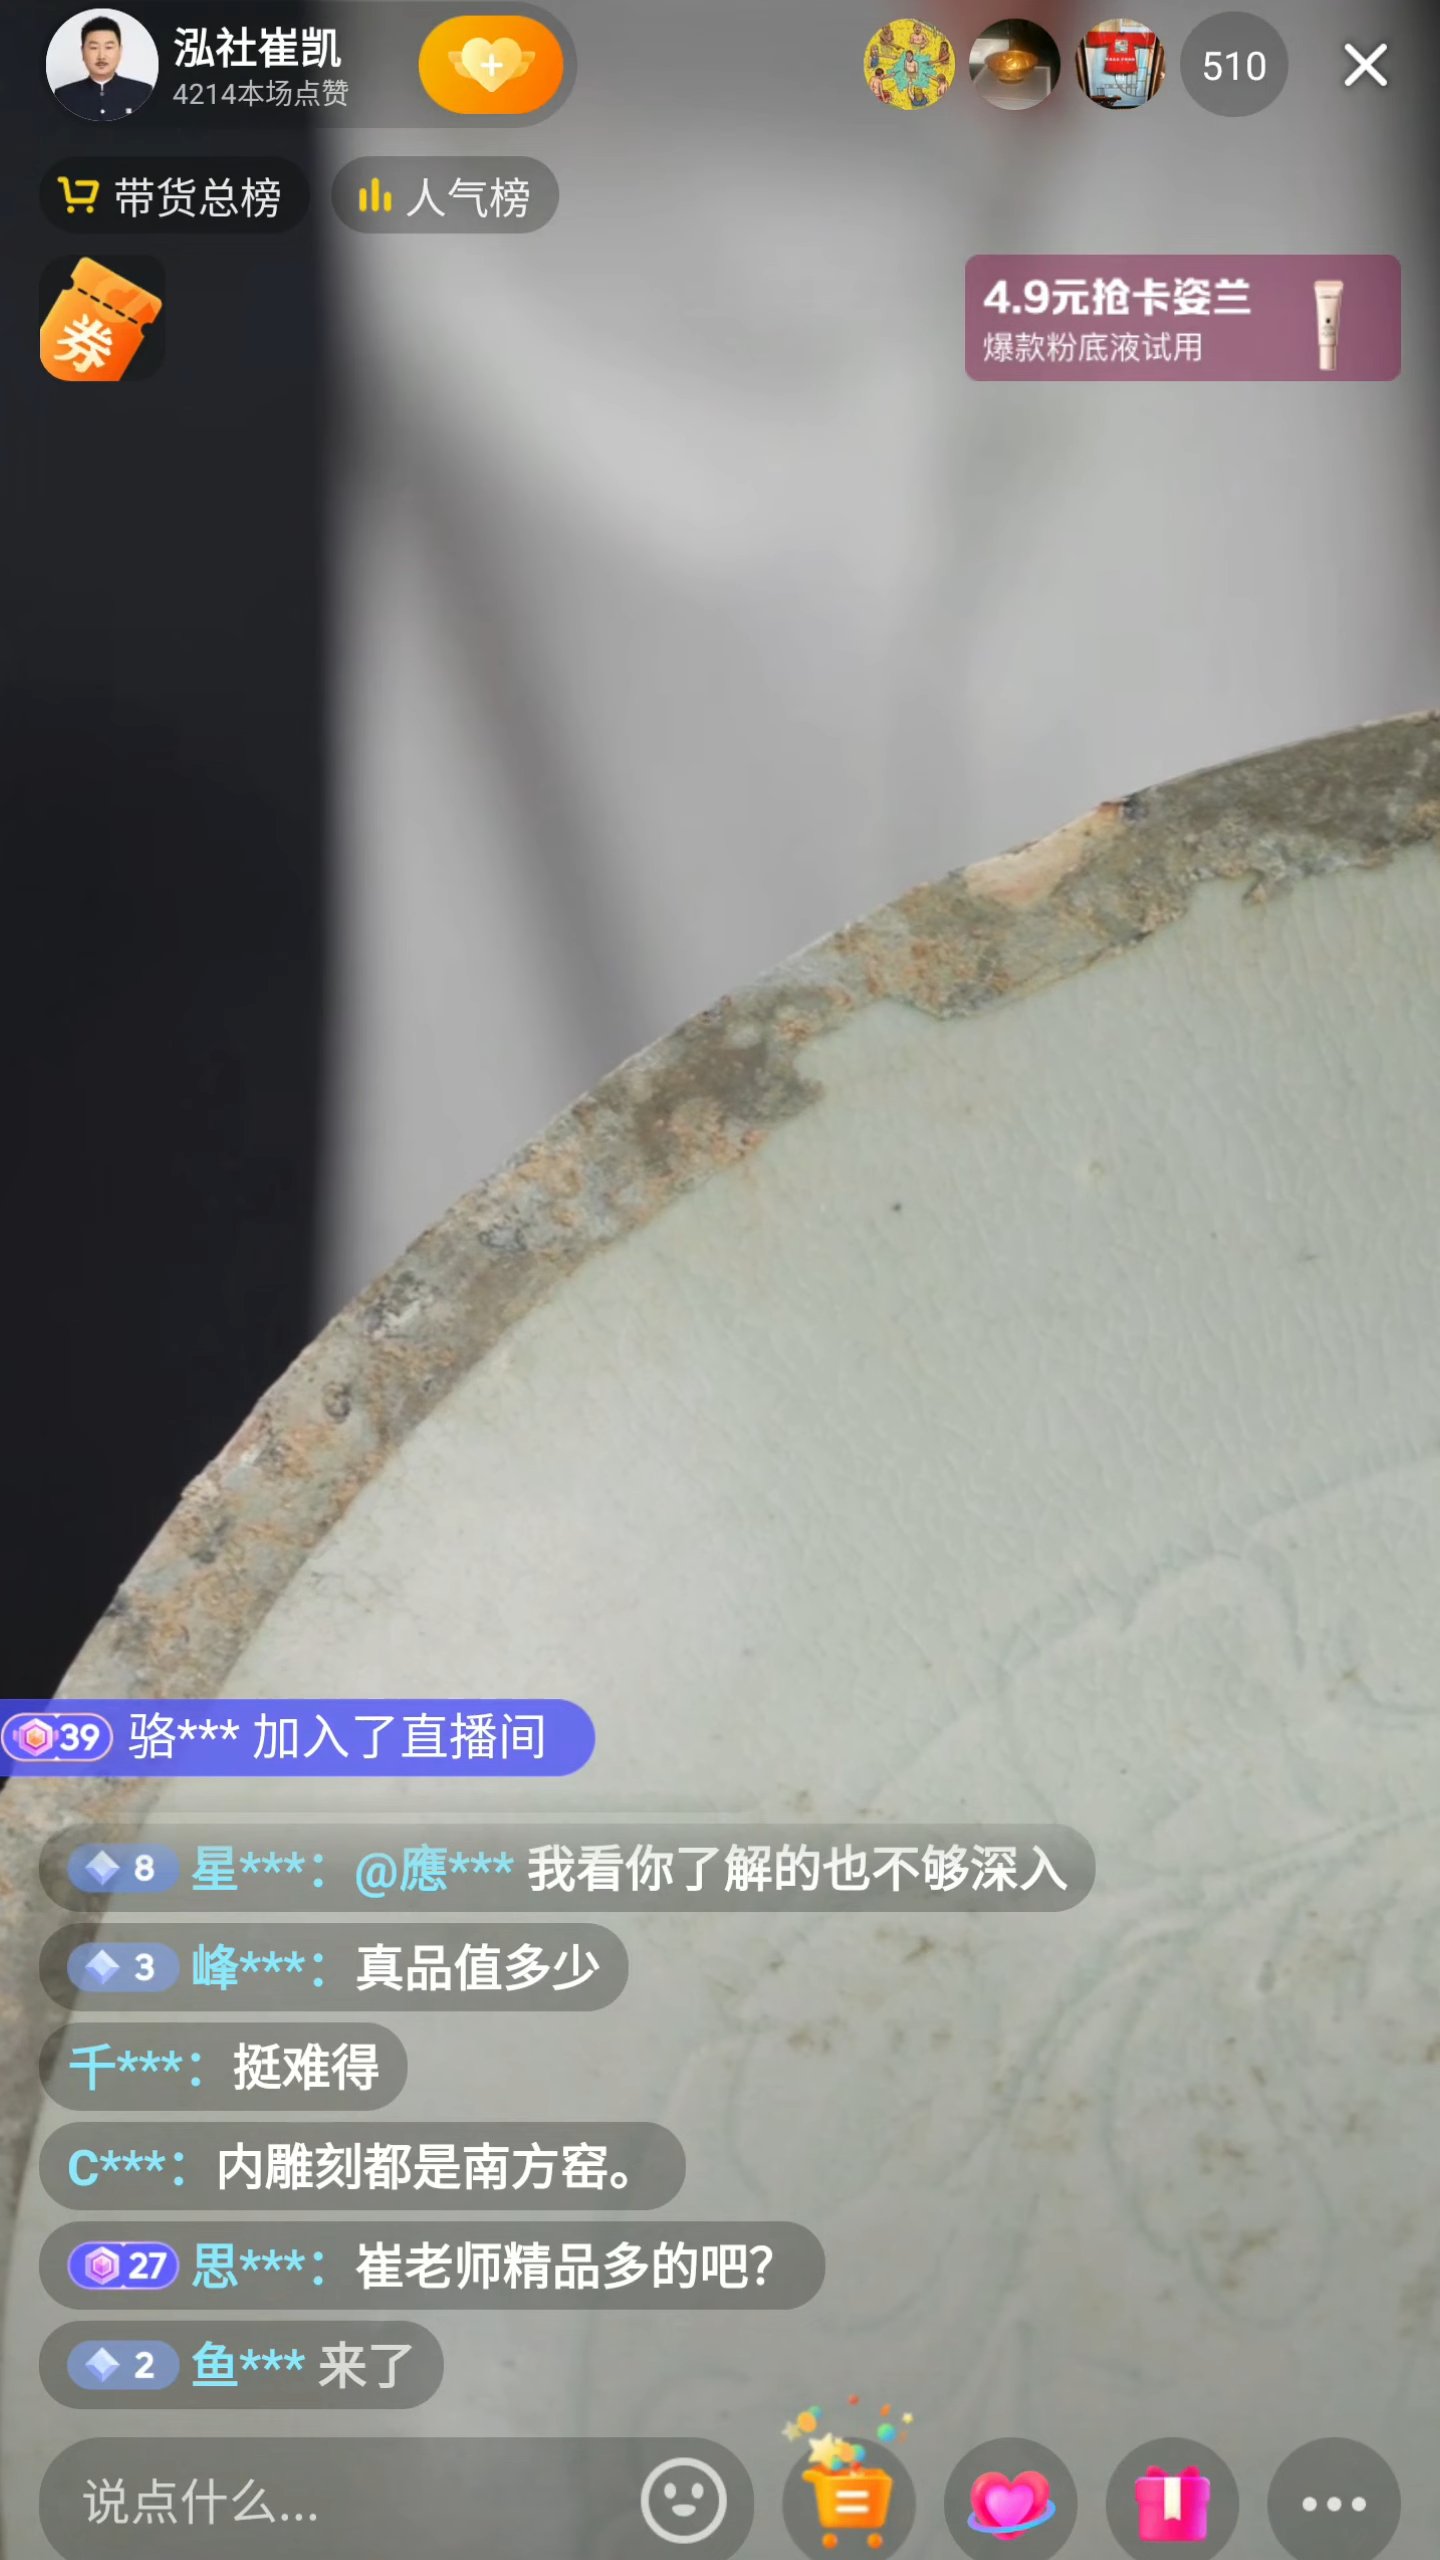 泓社崔凯
4214本场点赞
510
带货总榜
人气榜
券
4.9元抢卡姿兰
爆款粉底液试用
39 骆*** 加入了直播间
8 星***：@應*** 我看你了解的也不够深入
3 峰***：真品值多少
千***：挺难得
C***：内雕刻都是南方窑。
27 思***：崔老师精品多的吧？
2 鱼*** 来了
说点什么...